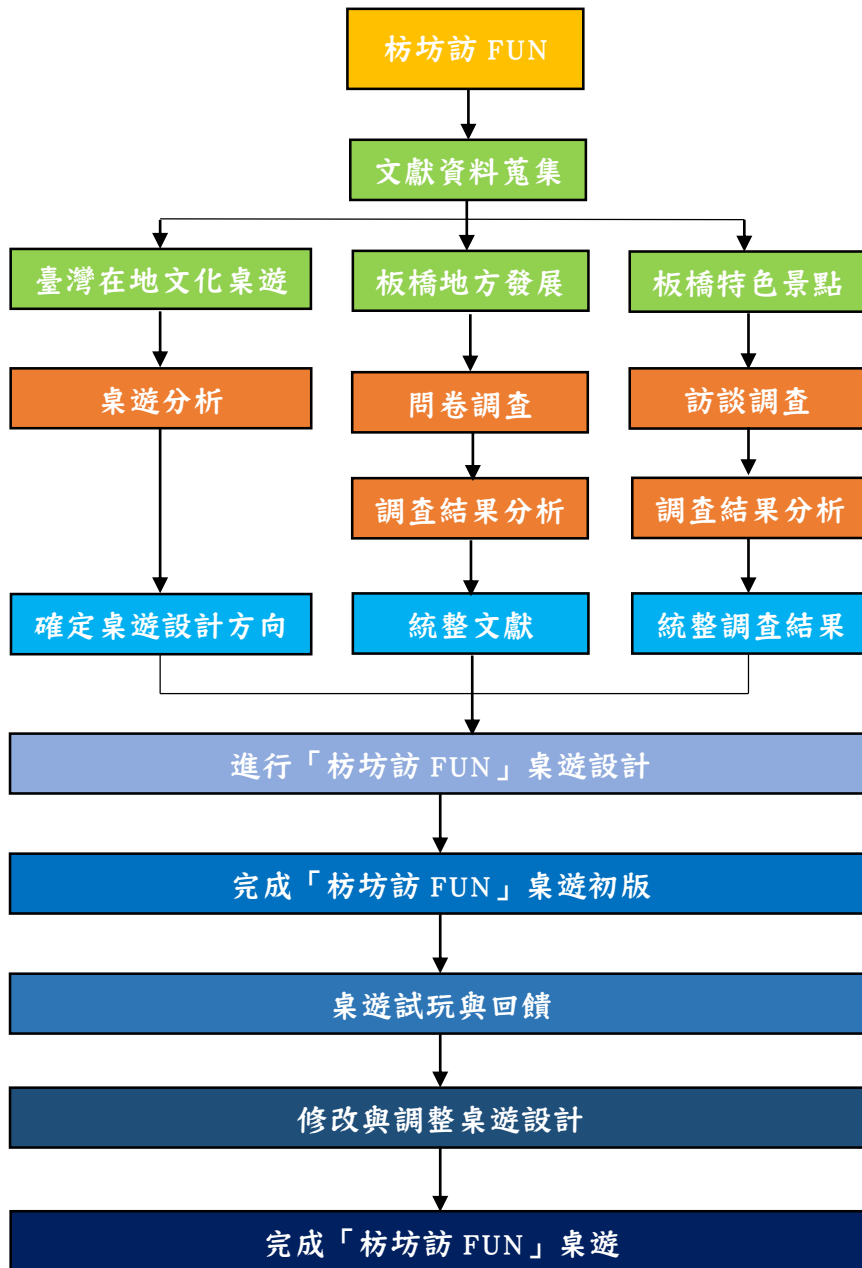 枋坊訪 FUN
文獻資料蒐集
臺灣在地文化桌遊
板橋地方發展
板橋特色景點
桌遊分析
問卷調查
訪談調查
調查結果分析
調查結果分析
確定桌遊設計方向
統整文獻
統整調查結果
進行「枋坊訪 FUN」桌遊設計
完成「枋坊訪 FUN」桌遊初版
桌遊試玩與回饋
修改與調整桌遊設計
完成「枋坊訪 FUN」桌遊